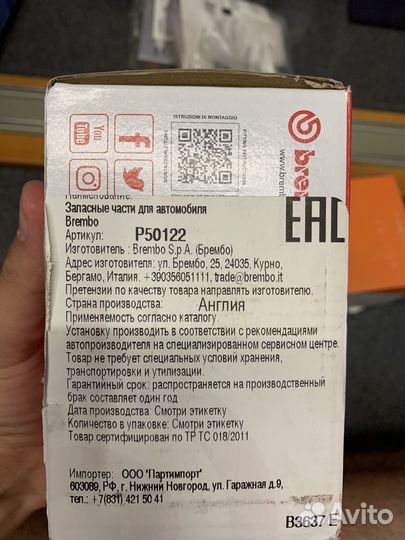 ISTRUZIONI DI MONTAGGIO
You
Tube
f
www.brem
brem
Наименование:
Запасные части для автомобиля
Brembo
Артикул: P50122
EAC
Изготовитель : Brembo S.p.A. (Брембо)
Адрес изготовителя: ул. Брембо, 25, 24035, Курно,
Бергамо, Италия. +390356051111, trade@brembo.it
Претензии по качеству товара направлять изготовителю.
Страна производства: Англия
Применяемость согласно каталогу.
Установку производить в соответствии с рекомендациями
автопроизводителя на специализированном сервисном центре.
Товар не требует специальных условий хранения,
транспортировки и утилизации.
Гарантийный срок: распространяется на производственный
брак составляет один год
Дата производства: Смотри этикетку
Количество в упаковке: Смотри этикетку
Товар сертифицирован по ТР ТС 018/2011
Импортер: ООО "Партимпорт"
603089, РФ, г. Нижний Новгород, ул. Гаражная д.9,
тел.: +7(831) 421 50 41
B3637 E
Avito